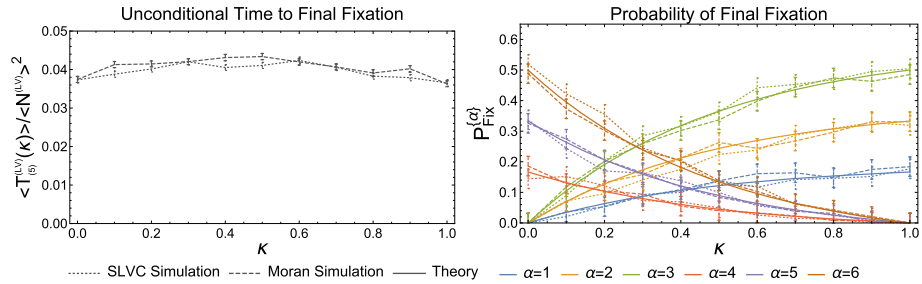 Unconditional Time to Final Fixation
<T(5)(LV)(κ)>/<N(LV)>2
0.05
0.04
0.03
0.02
0.01
0.00
0.0 0.2 0.4 0.6 0.8 1.0
κ
SLVC Simulation Moran Simulation Theory
Probability of Final Fixation
PFix{α}
0.6
0.5
0.4
0.3
0.2
0.1
0.0
0.0 0.2 0.4 0.6 0.8 1.0
κ
α=1 α=2 α=3 α=4 α=5 α=6